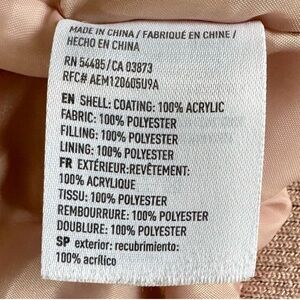 MADE IN CHINA / FABRIQUÉ EN CHINE /
HECHO EN CHINA
RN 54485/CA 03873
RFC# AEM120605U9A
EN SHELL: COATING: 100% ACRYLIC
FABRIC: 100% POLYESTER
FILLING: 100% POLYESTER
LINING: 100% POLYESTER
FR EXTÉRIEUR:REVÊTEMENT:
100% ACRYLIQUE
TISSU: 100% POLYESTER
REMBOURRURE: 100% POLYESTER
DOUBLURE: 100% POLYESTER
SP exterior: recubrimiento:
100% acrílico